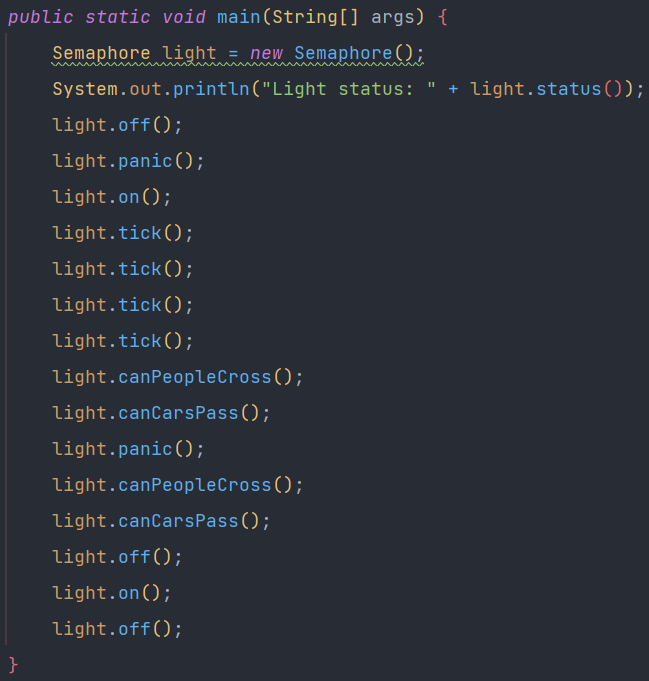 public static void main(String[] args) {
    Semaphore light = new Semaphore();
    System.out.println("Light status: " + light.status());
    light.off();
    light.panic();
    light.on();
    light.tick();
    light.tick();
    light.tick();
    light.tick();
    light.canPeopleCross();
    light.canCarsPass();
    light.panic();
    light.canPeopleCross();
    light.canCarsPass();
    light.off();
    light.on();
    light.off();
}